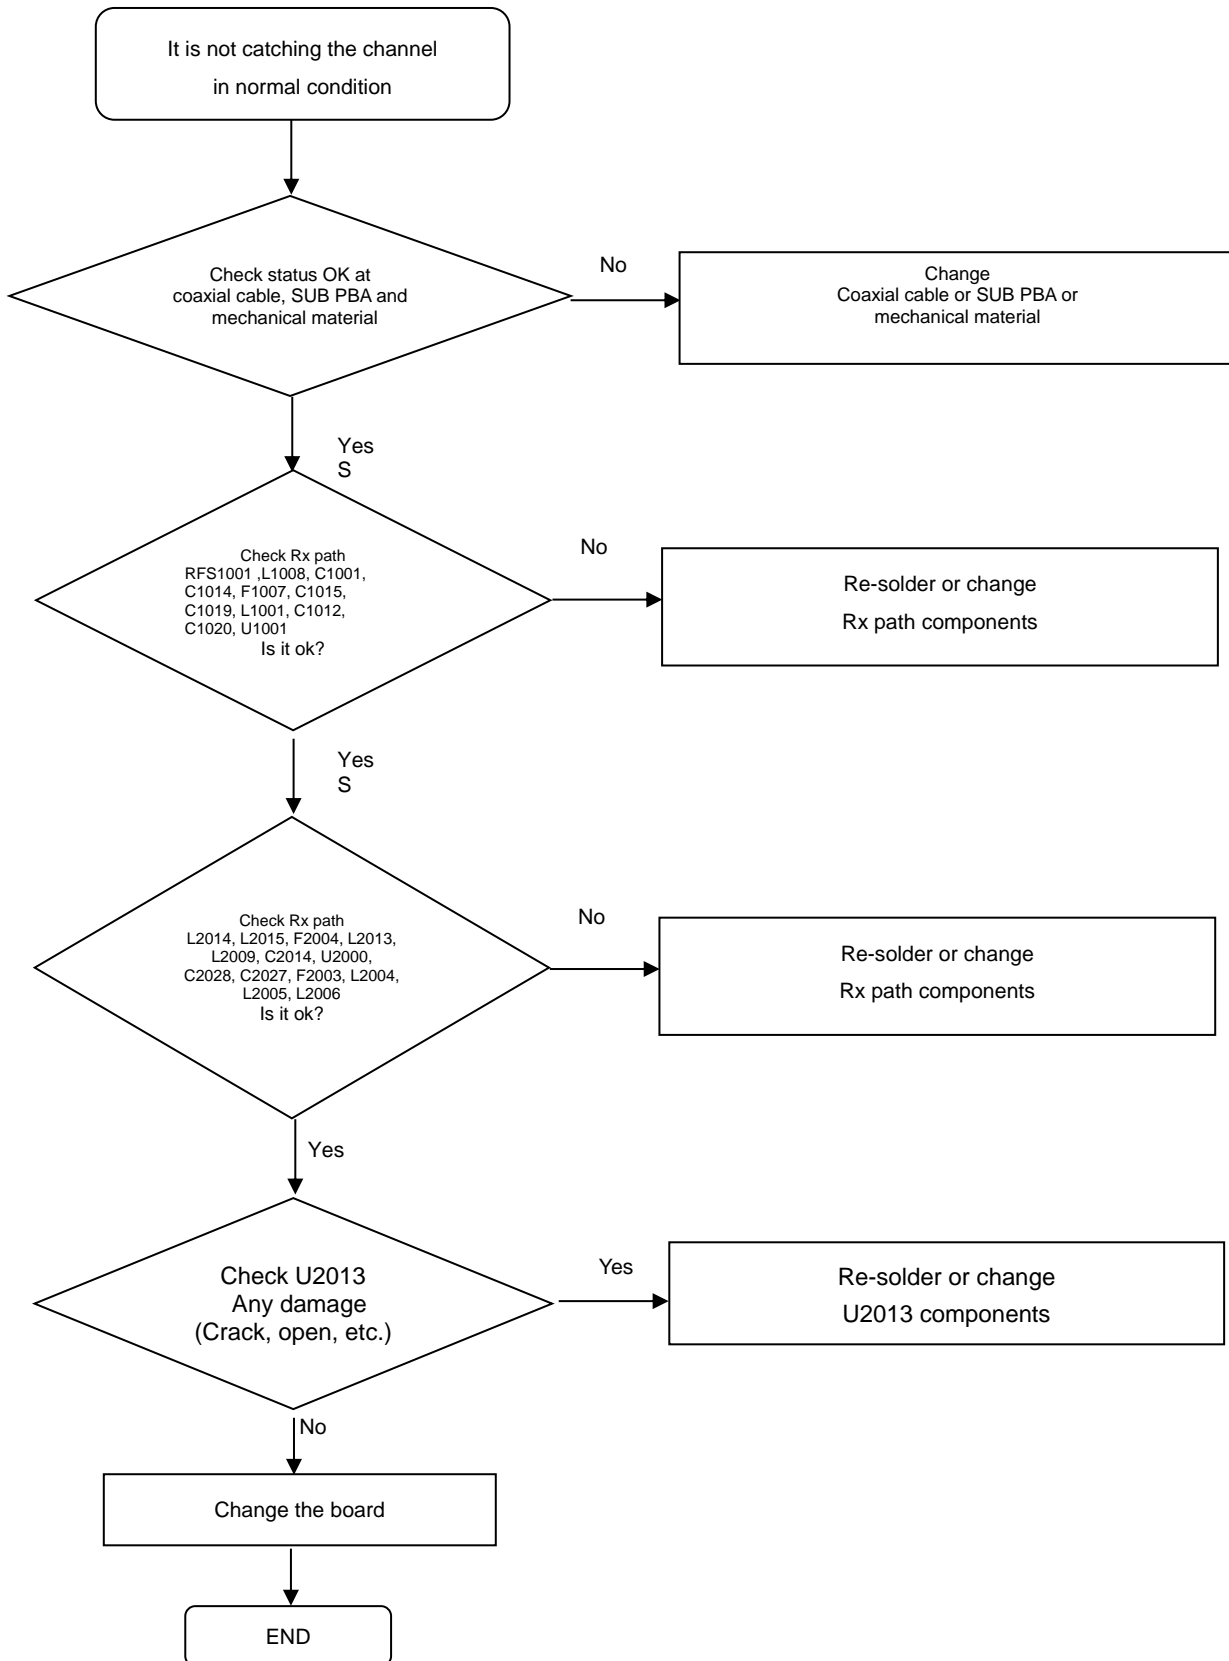 It is not catching the channel
in normal condition
Check status OK at
coaxial cable, SUB PBA and
mechanical material
No
Change
Coaxial cable or SUB PBA or
mechanical material
Yes
S
Check Rx path
RFS1001 ,L1008, C1001,
C1014, F1007, C1015,
C1019, L1001, C1012,
C1020, U1001
Is it ok?
No
Re-solder or change
Rx path components
Yes
S
Check Rx path
L2014, L2015, F2004, L2013,
L2009, C2014, U2000,
C2028, C2027, F2003, L2004,
L2005, L2006
Is it ok?
No
Re-solder or change
Rx path components
Yes
Check U2013
Any damage
(Crack, open, etc.)
Yes
Re-solder or change
U2013 components
No
Change the board
END